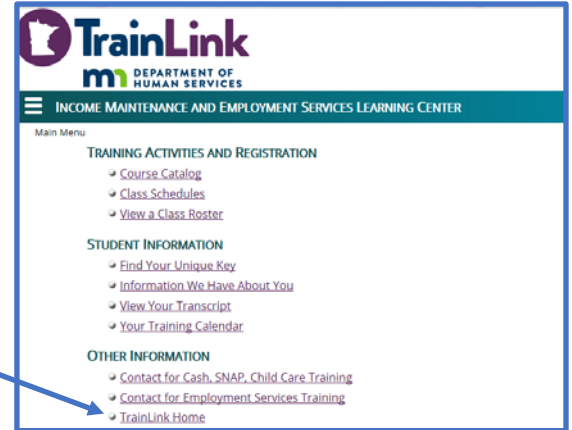 TrainLink
mn DEPARTMENT OF
HUMAN SERVICES
INCOME MAINTENANCE AND EMPLOYMENT SERVICES LEARNING CENTER
Main Menu
TRAINING ACTIVITIES AND REGISTRATION
Course Catalog
Class Schedules
View a Class Roster
STUDENT INFORMATION
Find Your Unique Key
Information We Have About You
View Your Transcript
Your Training Calendar
OTHER INFORMATION
Contact for Cash, SNAP, Child Care Training
Contact for Employment Services Training
TrainLink Home